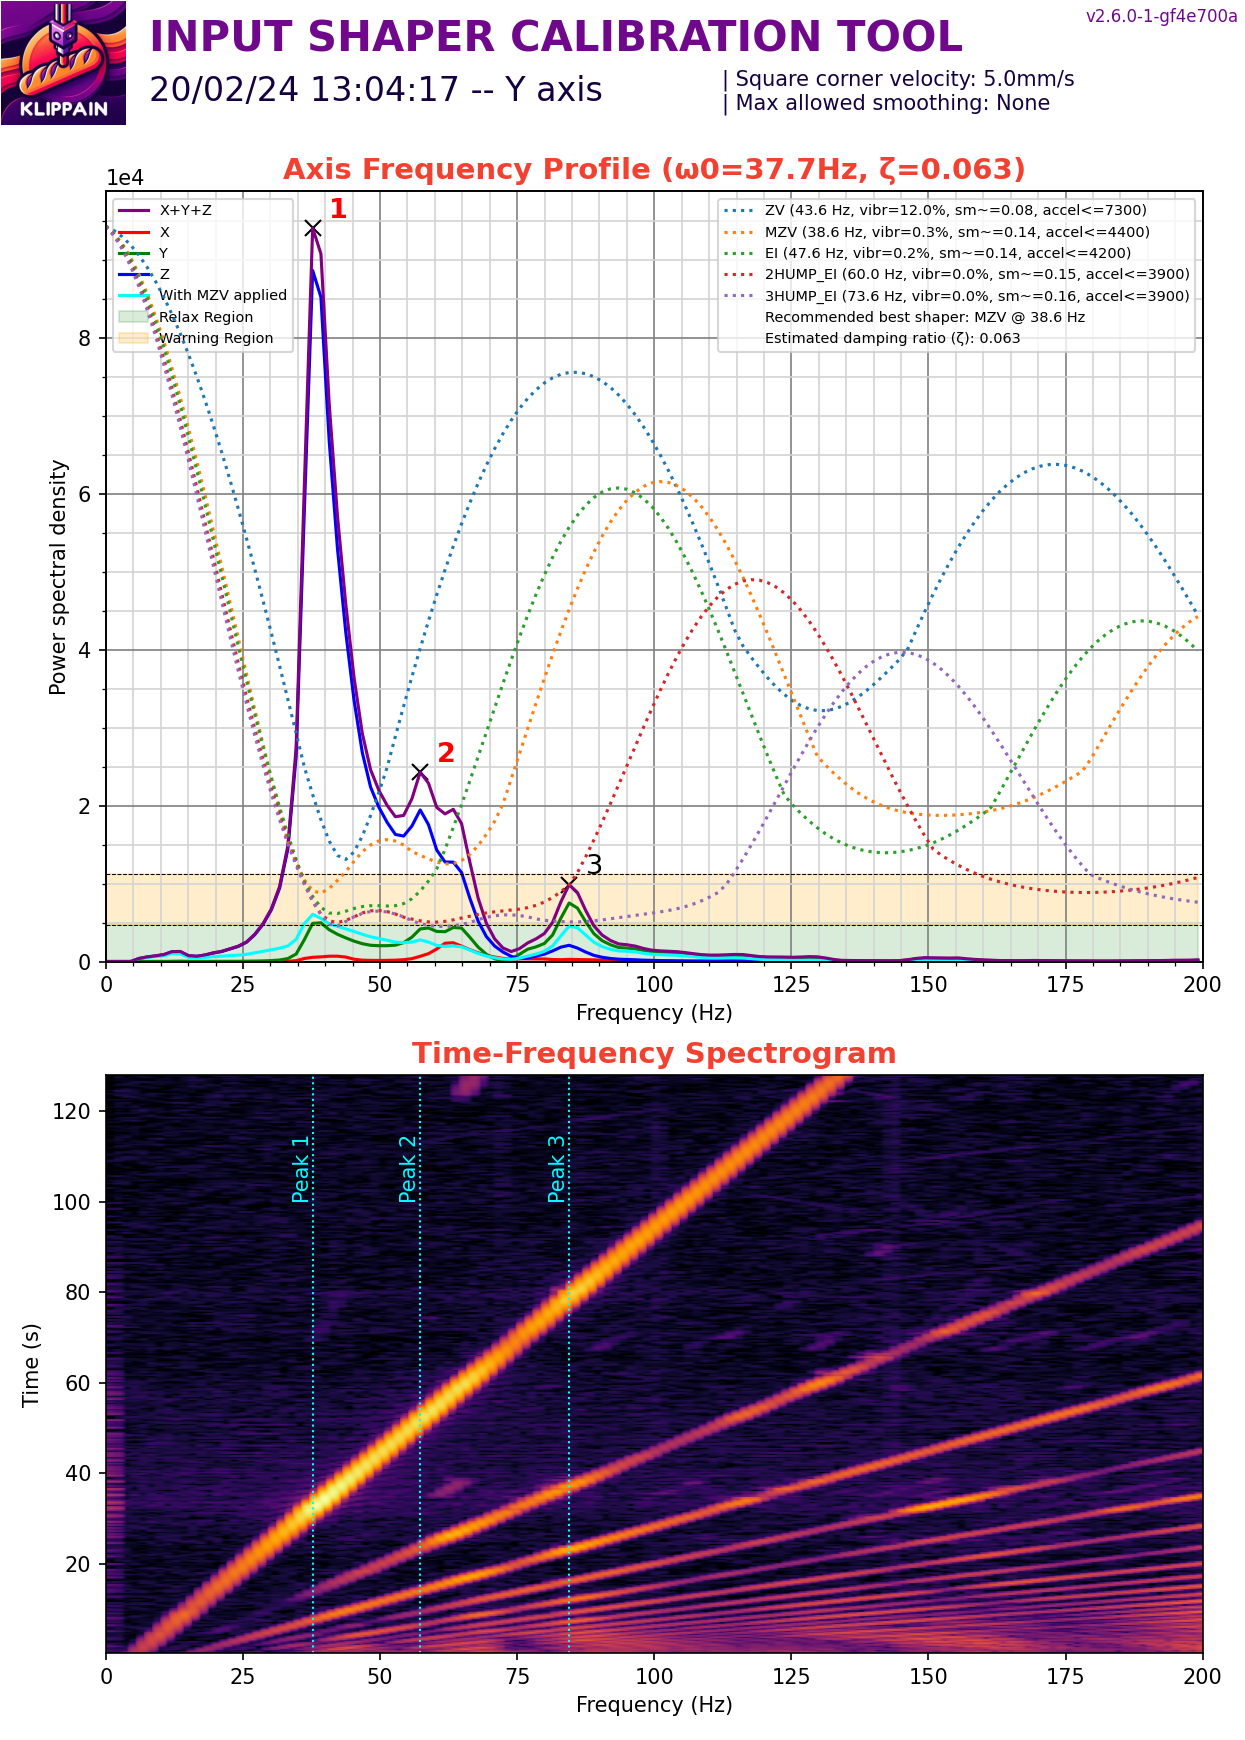 v2.6.0-1-gf4e700a
INPUT SHAPER CALIBRATION TOOL
20/02/24 13:04:17 -- Y axis
| Square corner velocity: 5.0mm/s
| Max allowed smoothing: None
KLIPPAIN
Axis Frequency Profile (ω0=37.7Hz, ζ=0.063)
1e4
X+Y+Z
X
Y
Z
With MZV applied
Relax Region
Warning Region
ZV (43.6 Hz, vibr=12.0%, sm~=0.08, accel<=7300)
MZV (38.6 Hz, vibr=0.3%, sm~=0.14, accel<=4400)
EI (47.6 Hz, vibr=0.2%, sm~=0.14, accel<=4200)
2HUMP_EI (60.0 Hz, vibr=0.0%, sm~=0.15, accel<=3900)
3HUMP_EI (73.6 Hz, vibr=0.0%, sm~=0.16, accel<=3900)
Recommended best shaper: MZV @ 38.6 Hz
Estimated damping ratio (ζ): 0.063
1
2
3
Power spectral density
8
6
4
2
0
0 25 50 75 100 125 150 175 200
Frequency (Hz)
Time-Frequency Spectrogram
Peak 1
Peak 2
Peak 3
Time (s)
120
100
80
60
40
20
0 25 50 75 100 125 150 175 200
Frequency (Hz)